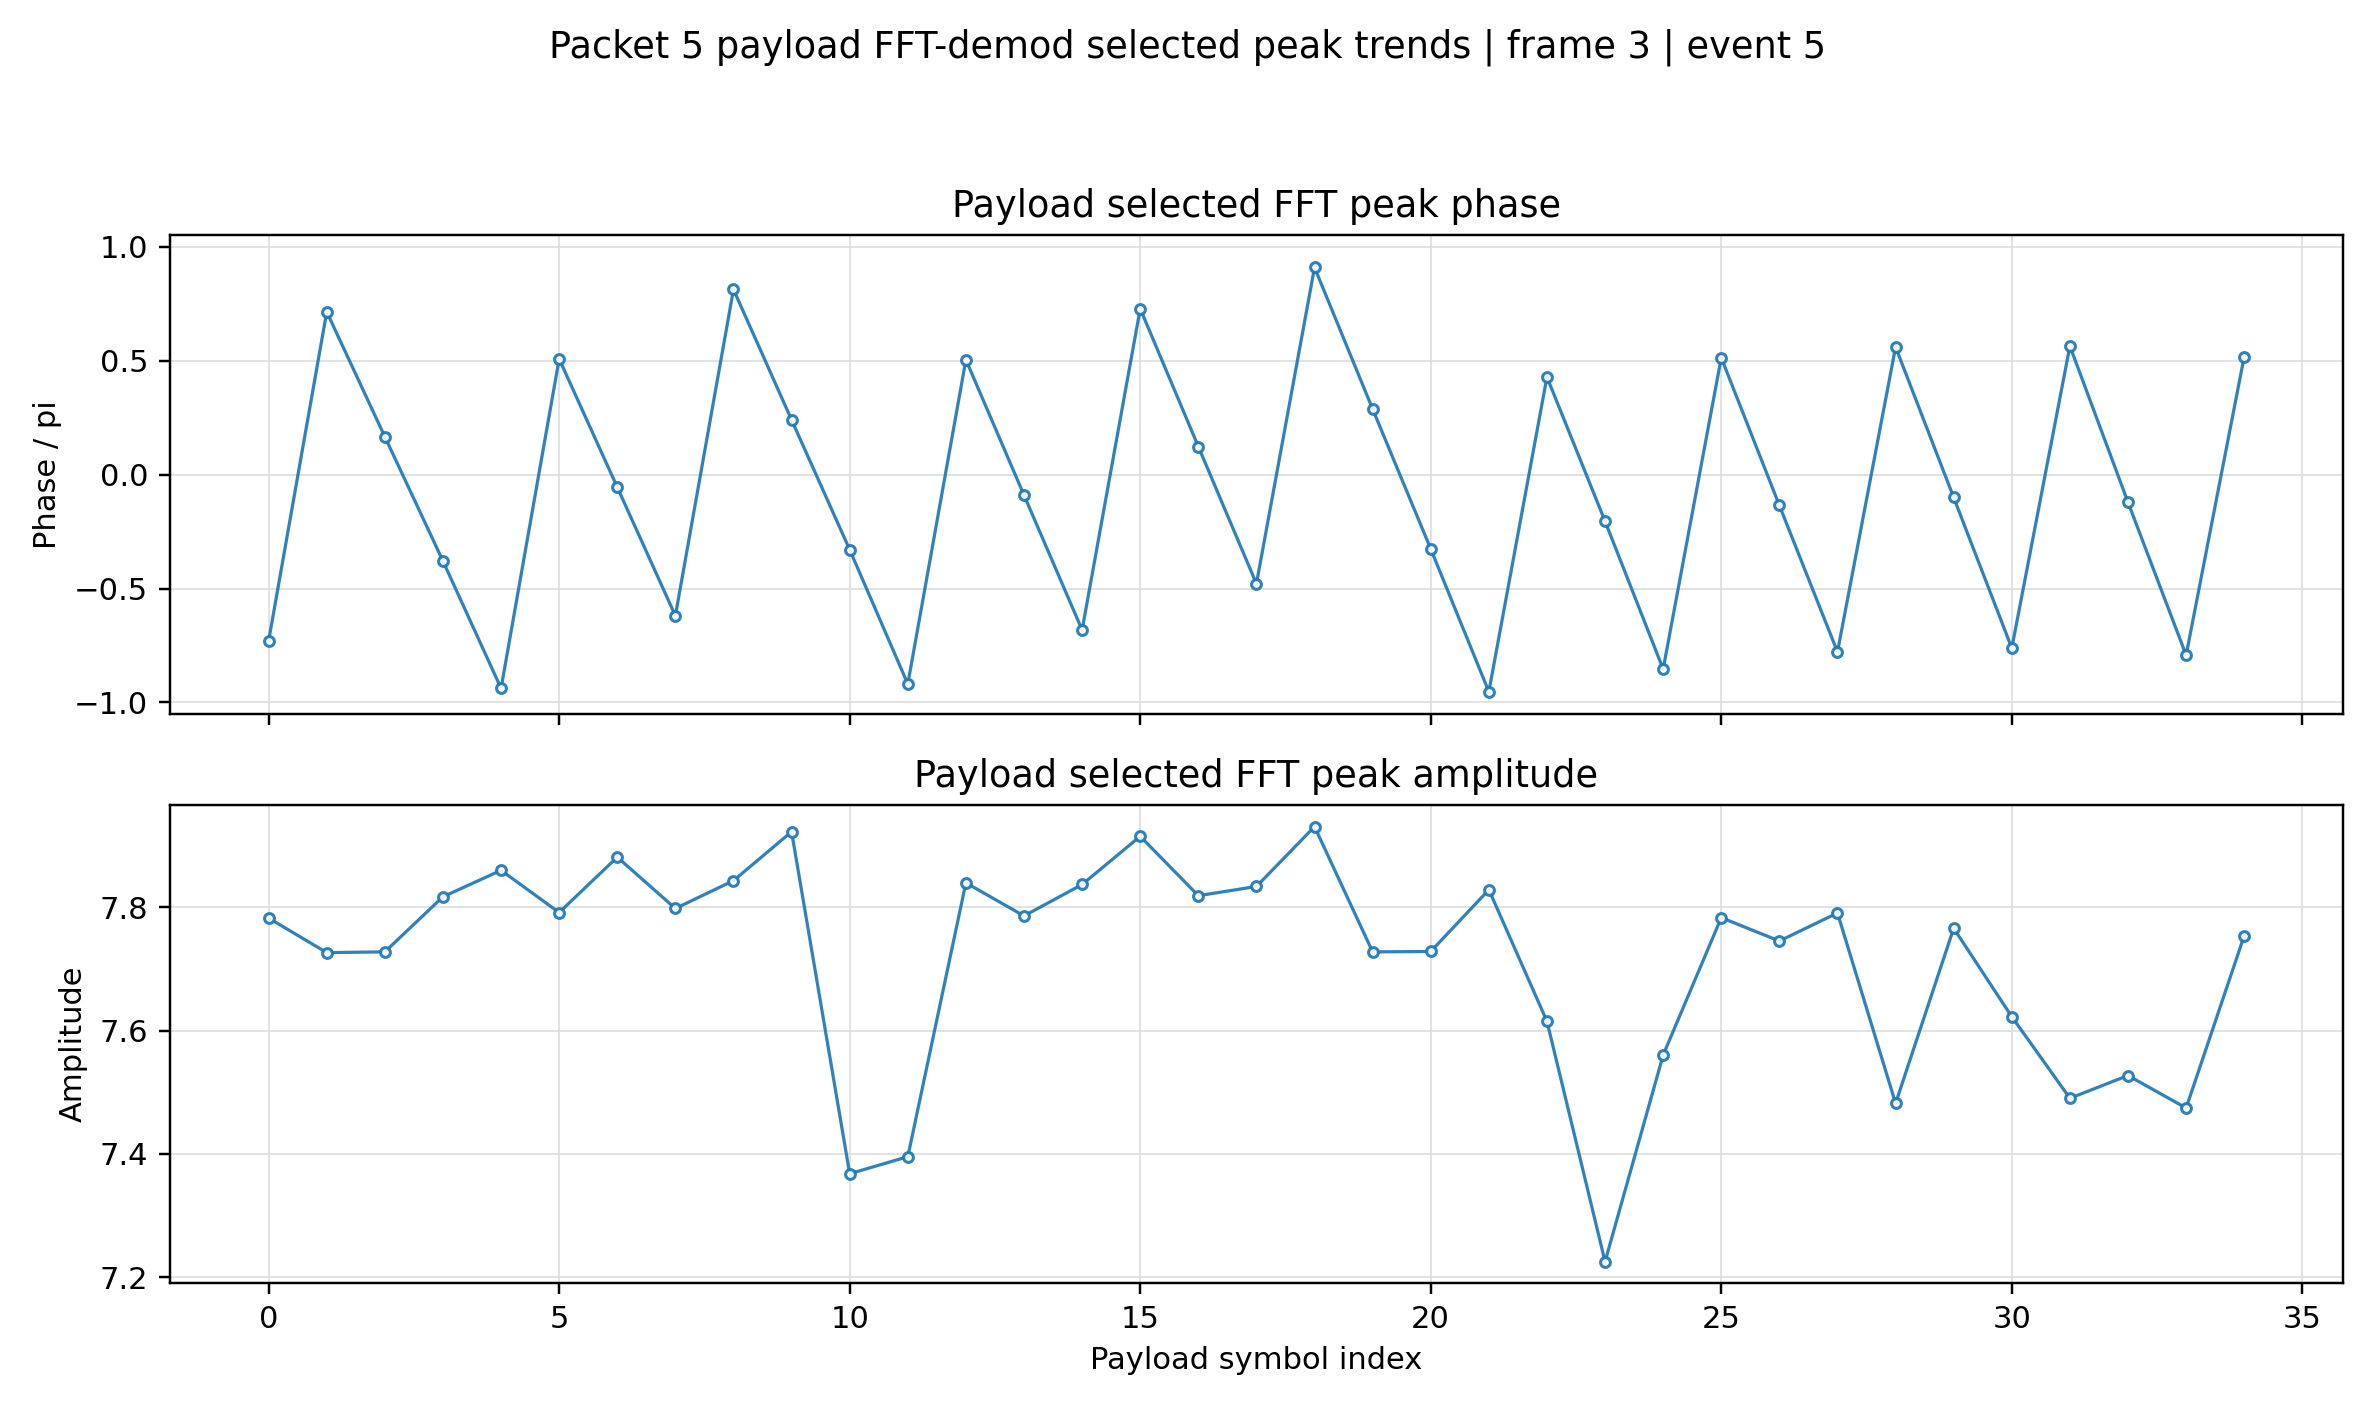 Packet 5 payload FFT-demod selected peak trends | frame 3 | event 5
Payload selected FFT peak phase
1.0
0.5
0.0
−0.5
−1.0
Phase / pi
Payload selected FFT peak amplitude
7.8
7.6
7.4
7.2
Amplitude
0 5 10 15 20 25 30 35
Payload symbol index